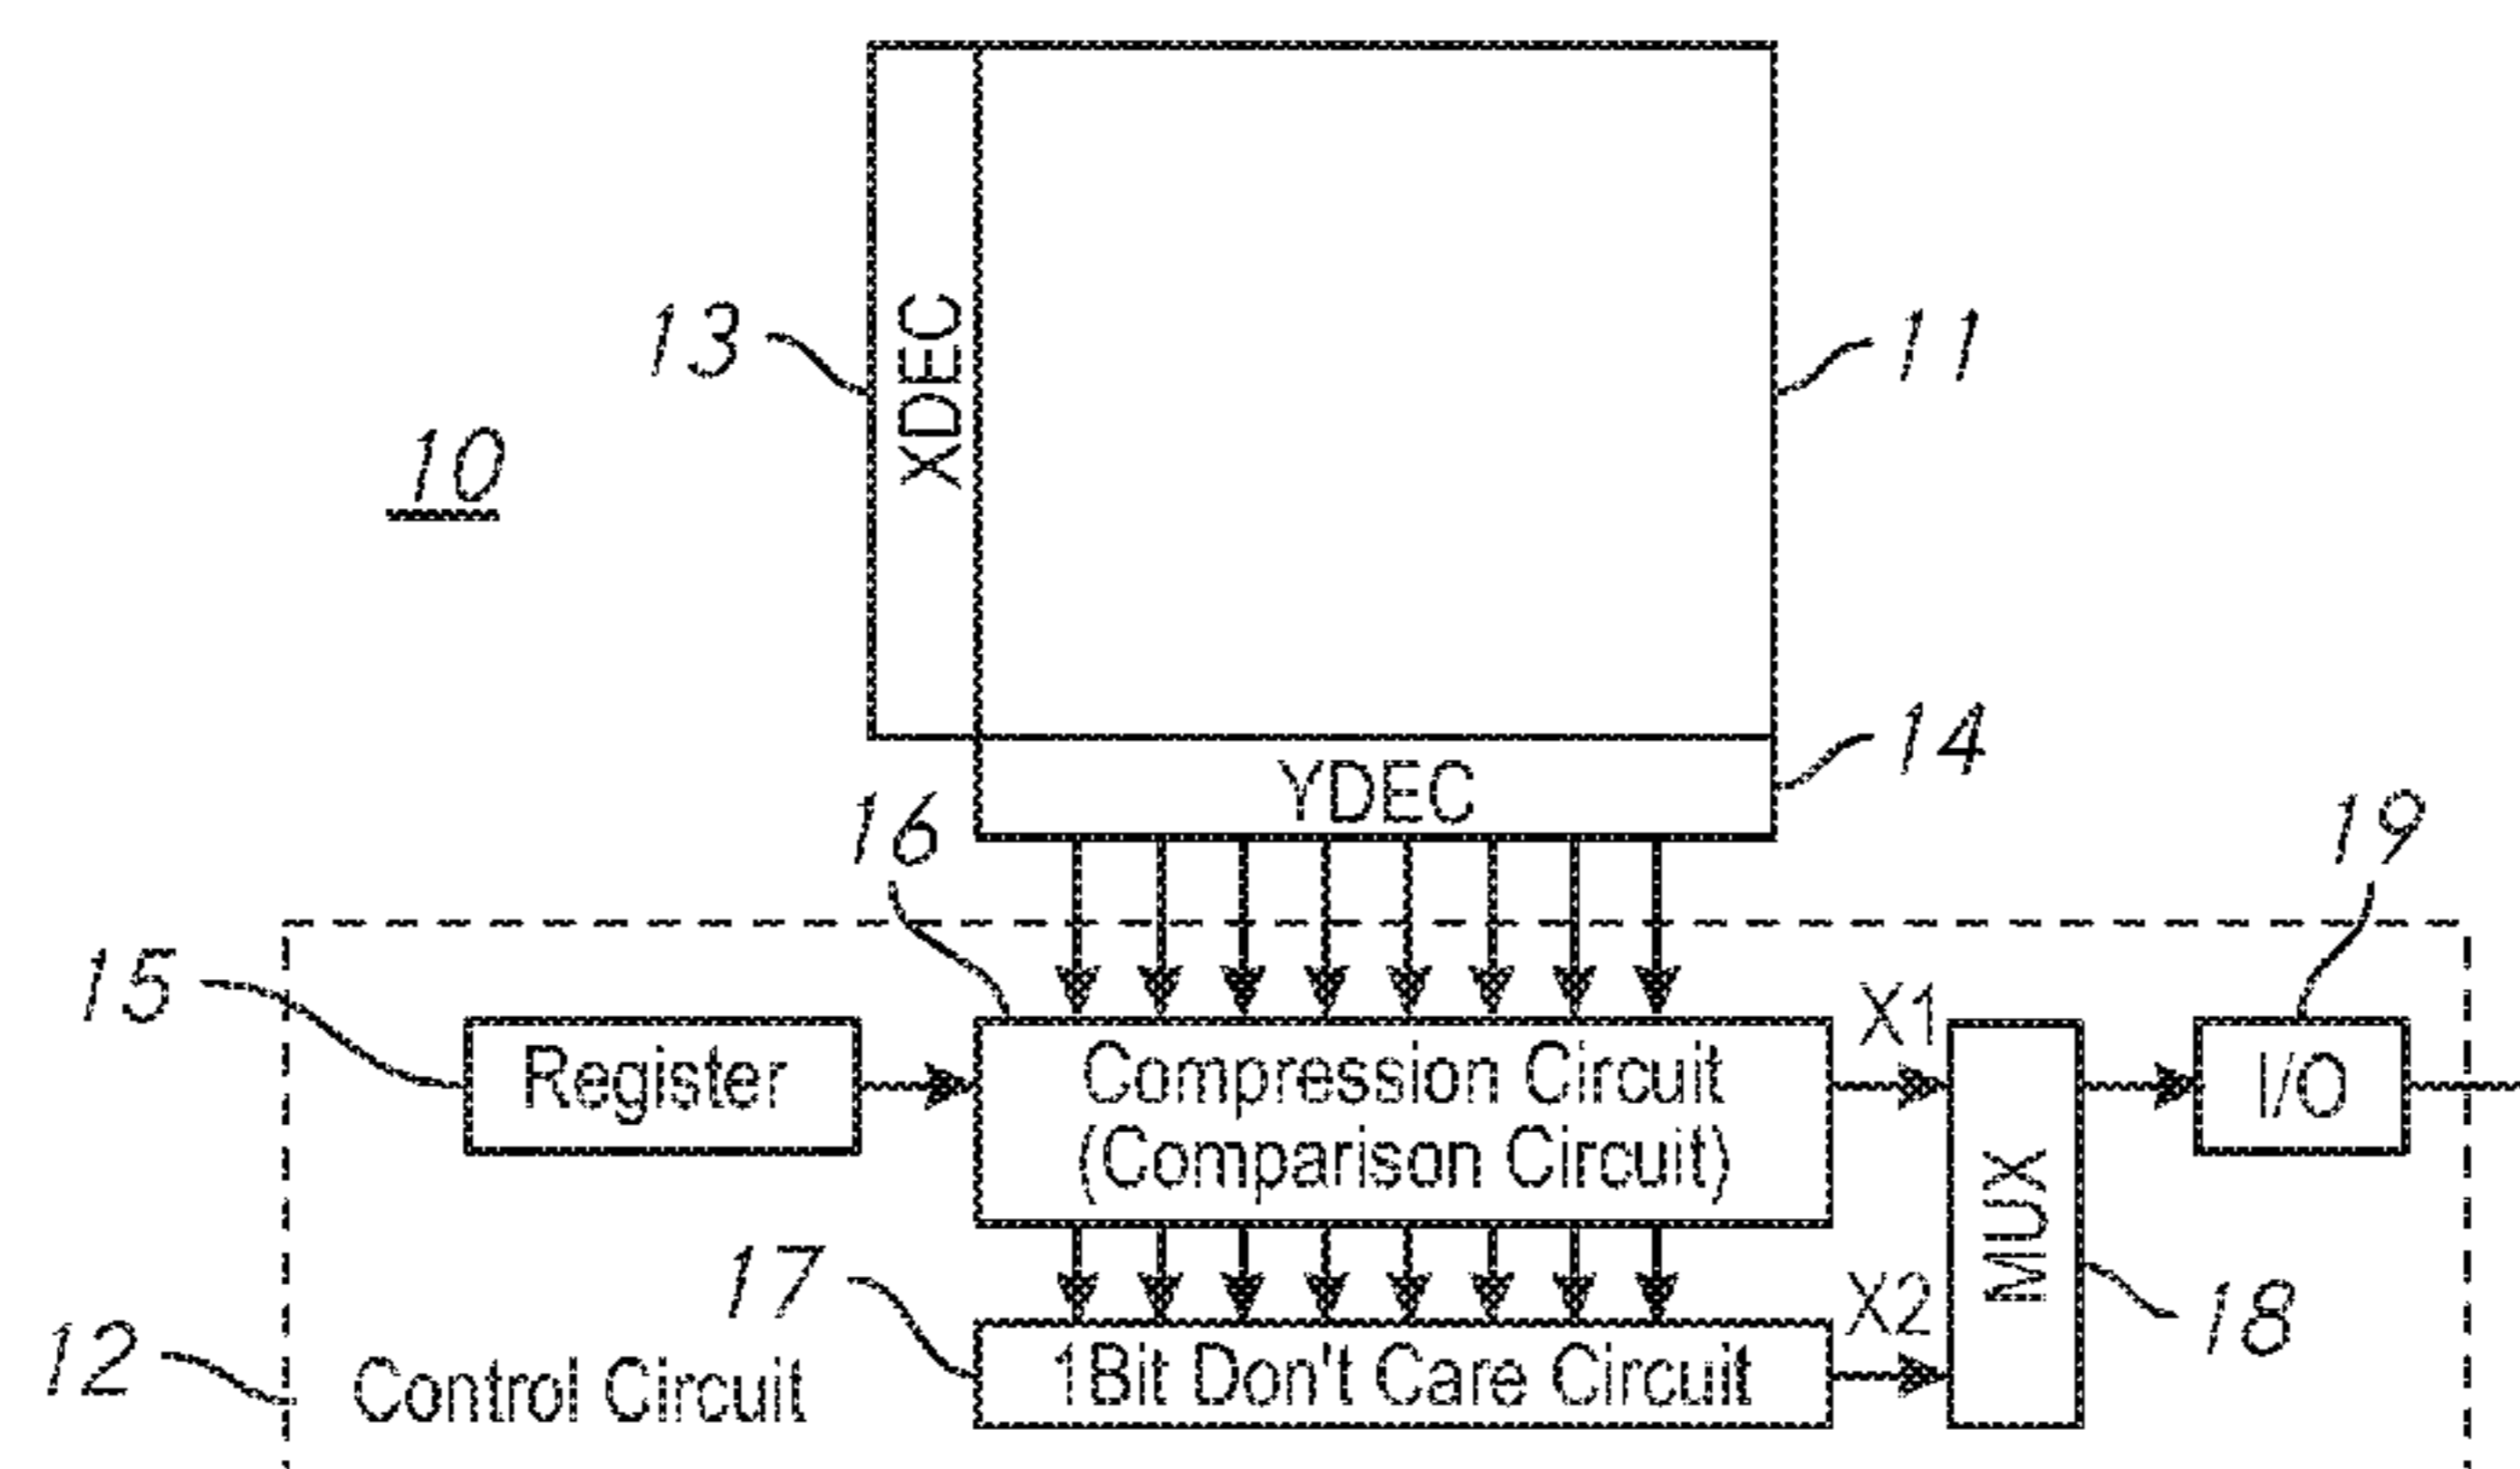 13
XDEC
11
10
14
YDEC
16
19
15
Register
Compression Circuit
(Comparison Circuit)
X1
I/O
MUX
17
X2
18
12
Control Circuit
1Bit Don't Care Circuit